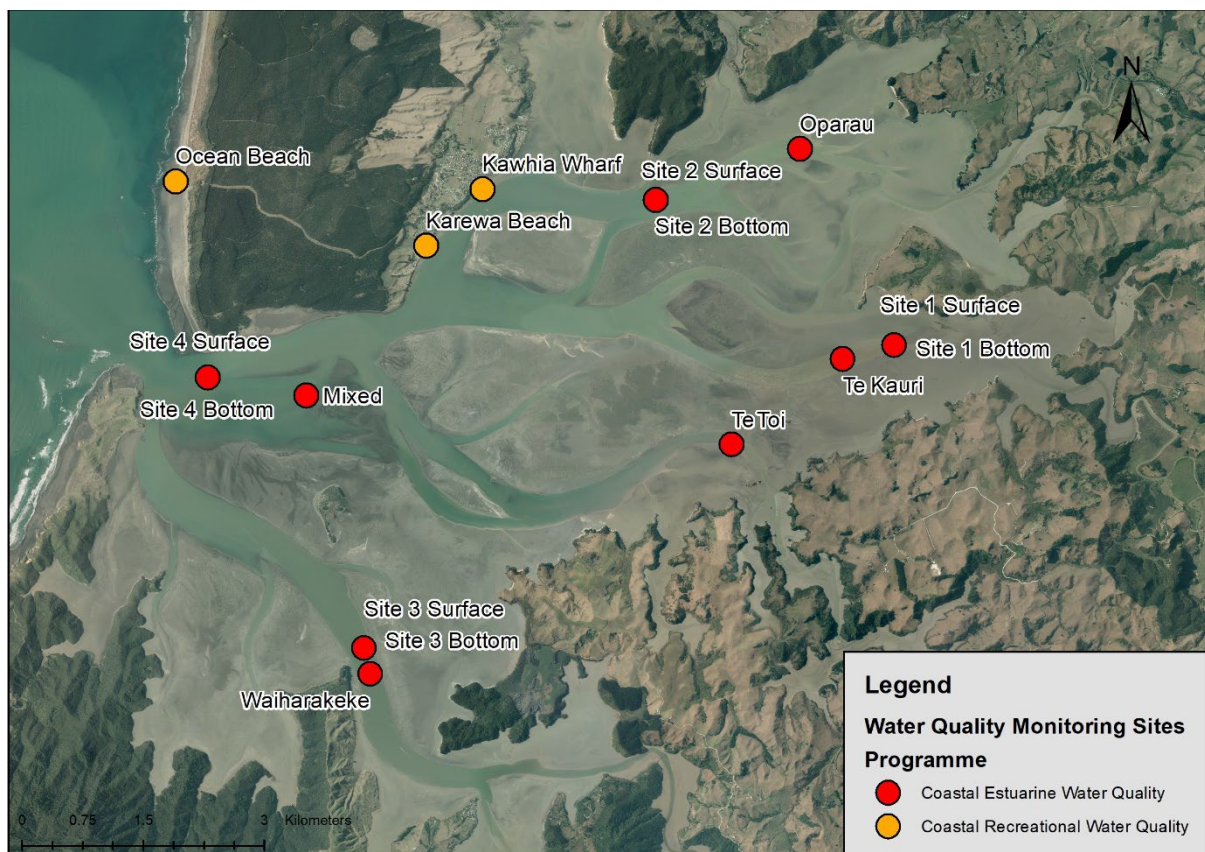 N
Oparau
Ocean Beach
Kawhia Wharf
Site 2 Surface
Karewa Beach
Site 2 Bottom
Site 1 Surface
Site 4 Surface
Site 1 Bottom
Te Kauri
Site 4 Bottom
Mixed
Te Toi
Site 3 Surface
Site 3 Bottom
Waiharakeke
Legend
Water Quality Monitoring Sites
Programme
Coastal Estuarine Water Quality
Coastal Recreational Water Quality
0 0.75 1.5 3 Kilometers